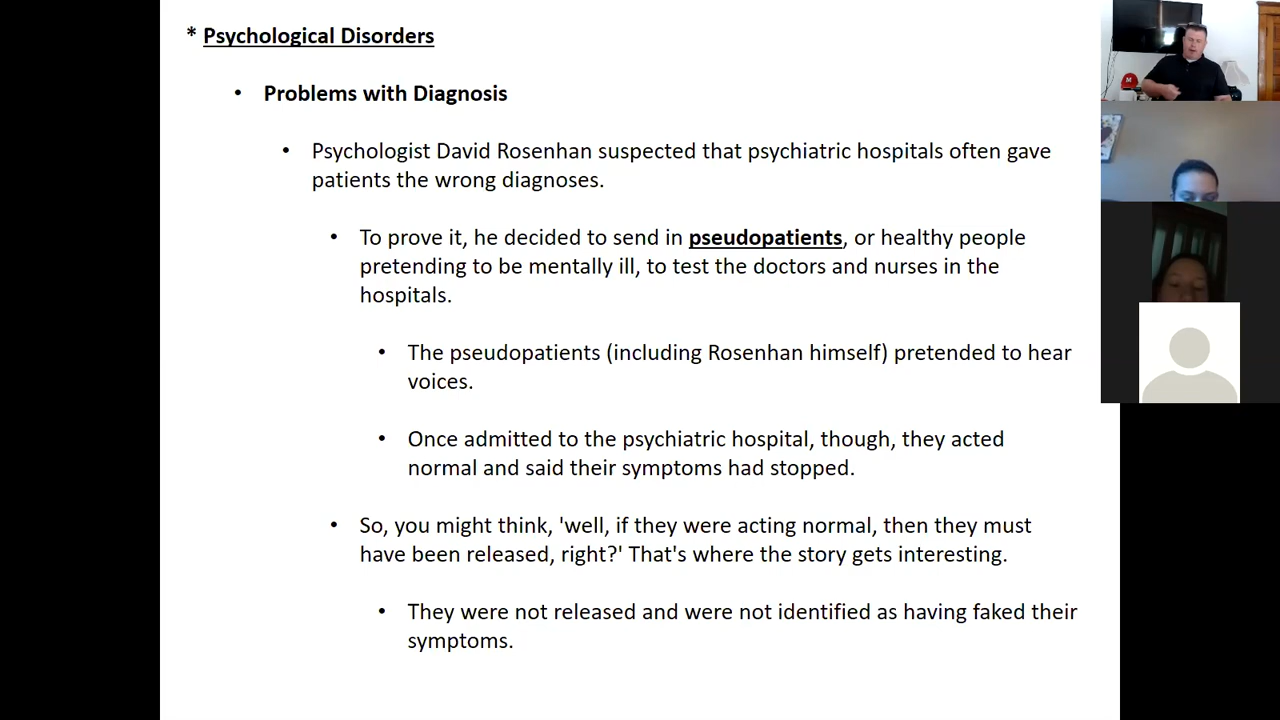 * Psychological Disorders
• Problems with Diagnosis
• Psychologist David Rosenhan suspected that psychiatric hospitals often gave
patients the wrong diagnoses.
• To prove it, he decided to send in pseudopatients, or healthy people
pretending to be mentally ill, to test the doctors and nurses in the
hospitals.
• The pseudopatients (including Rosenhan himself) pretended to hear
voices.
• Once admitted to the psychiatric hospital, though, they acted
normal and said their symptoms had stopped.
• So, you might think, 'well, if they were acting normal, then they must
have been released, right?' That's where the story gets interesting.
• They were not released and were not identified as having faked their
symptoms.
M